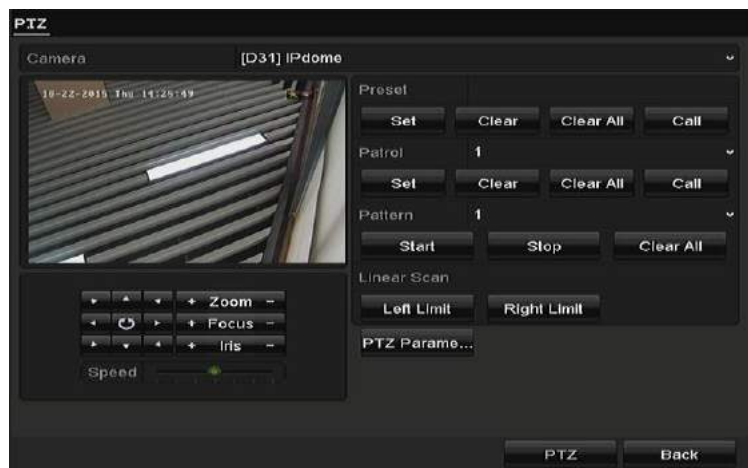 PTZ
Camera [D31] IPdome
10-22-2015 Thu 14:25:49
Preset
Set Clear Clear All Call
Patrol 1
Set Clear Clear All Call
Pattern 1
Start Stop Clear All
Linear Scan
Left Limit Right Limit
PTZ Parame...
+ Zoom -
+ Focus -
+ Iris -
Speed
PTZ Back